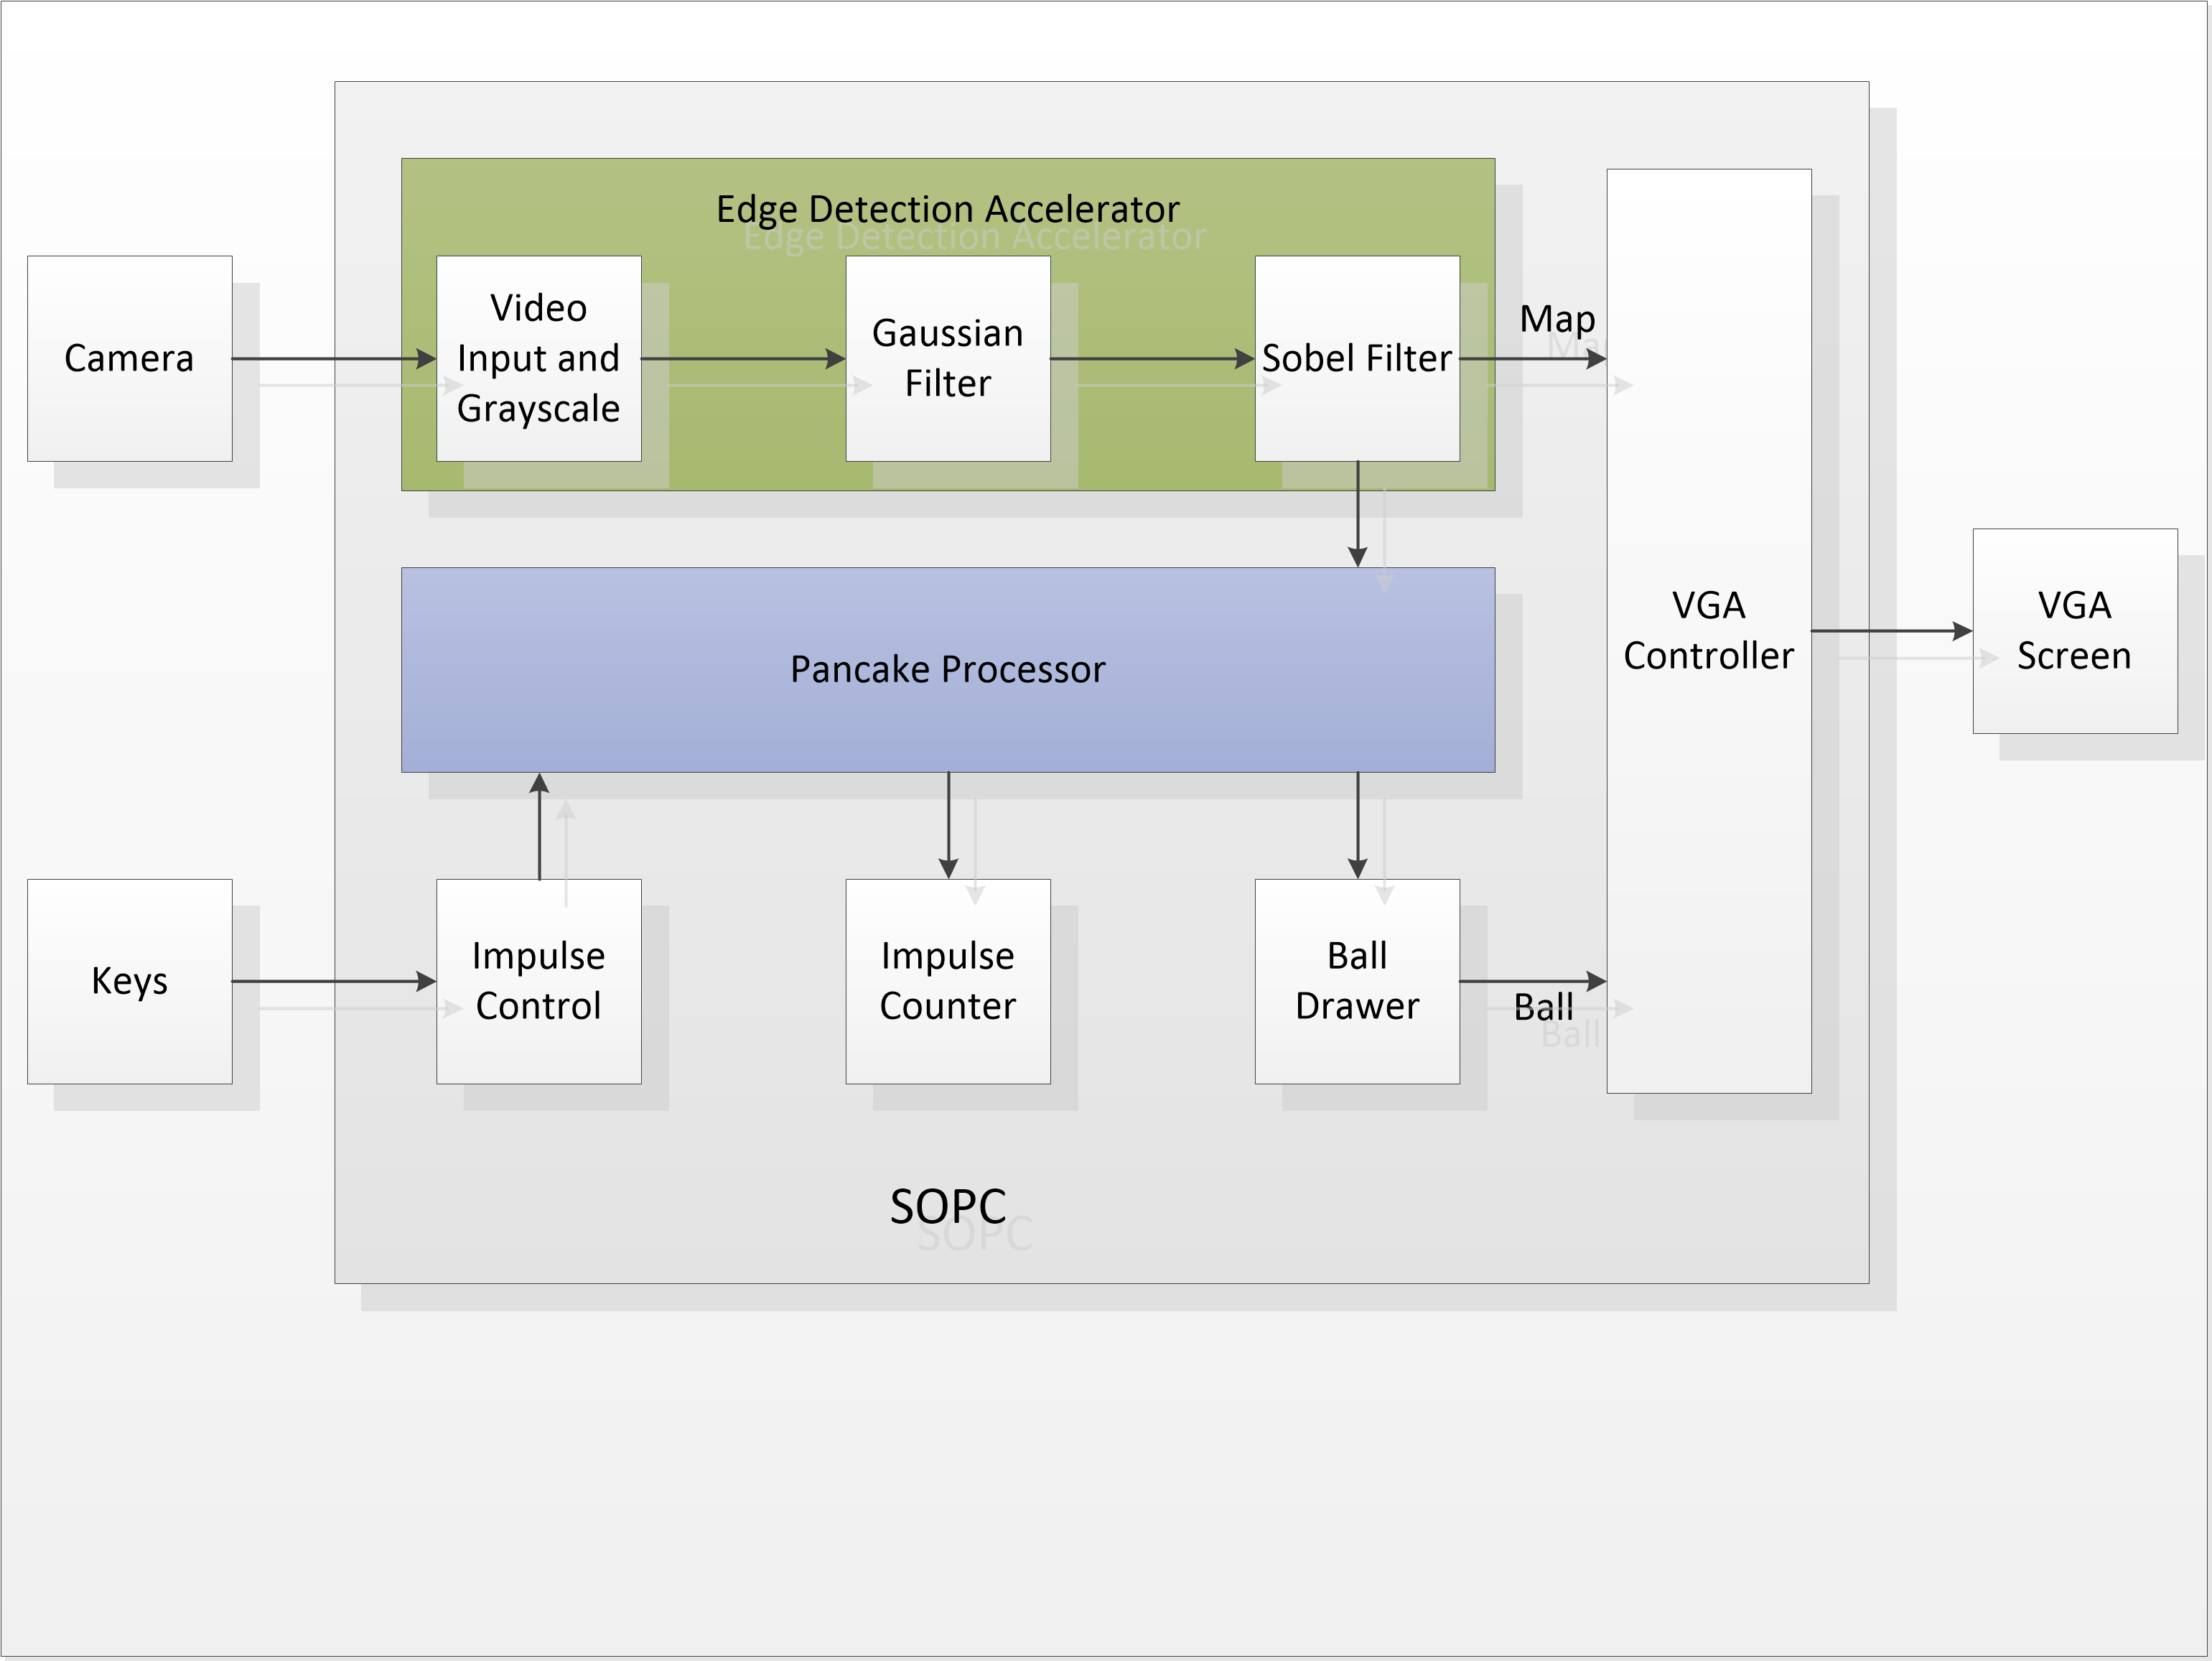 Edge Detection Accelerator
Camera
Video
Input and
Grayscale
Gaussian
Filter
Sobel Filter
Map
Pancake Processor
VGA
Controller
VGA
Screen
Keys
Impulse
Control
Impulse
Counter
Ball
Drawer
Ball
SOPC